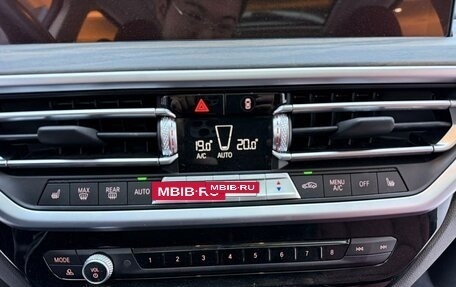 19.0° 20.0°
A/C AUTO
MAX REAR AUTO MENU A/C OFF
MBIB-RU MBIB-RU
MODE 1 2 3 4 5 6 7 8
VOL